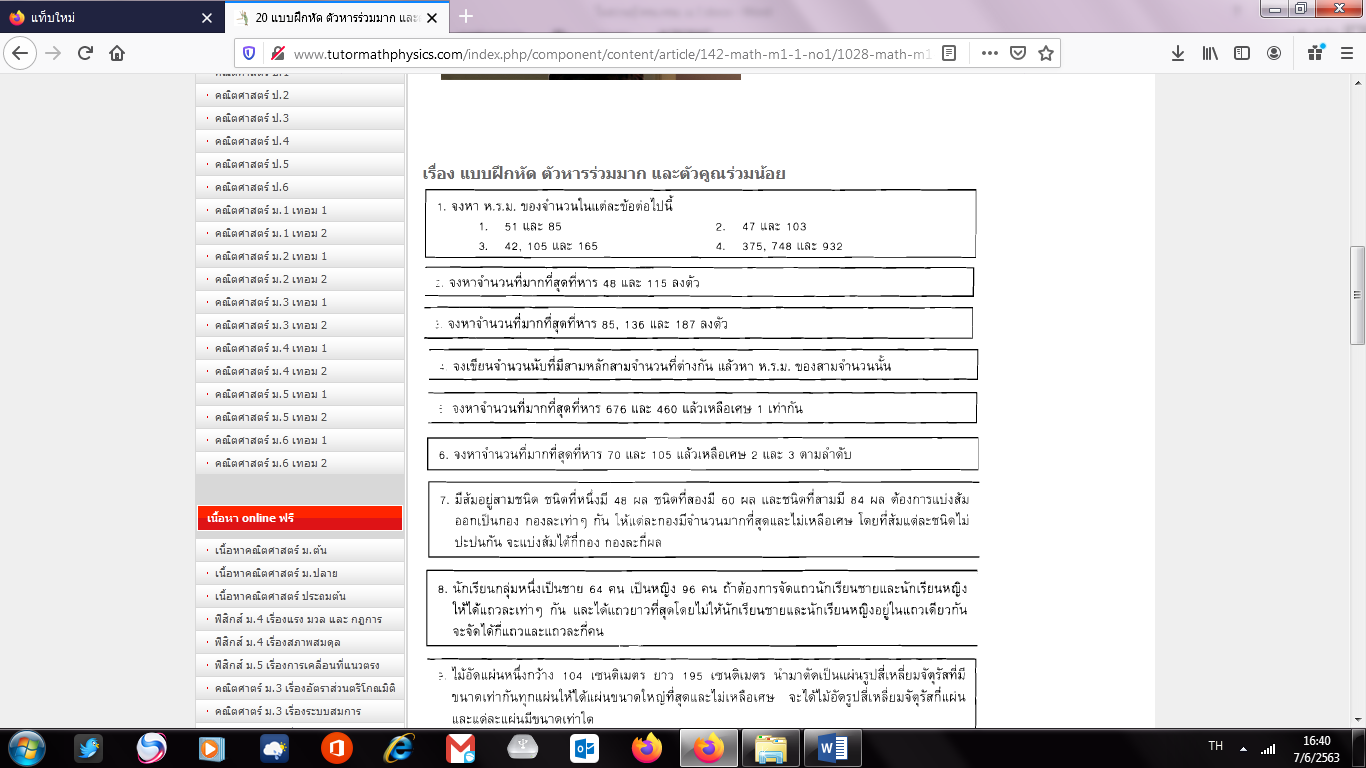 แท็บใหม่
20 แบบฝึกหัด ตัวหารร่วมมาก และ
www.tutormathphysics.com/index.php/component/content/article/142-math-m1-1-no1/1028-math-m1
คณิตศาสตร์ ป.2
คณิตศาสตร์ ป.3
คณิตศาสตร์ ป.4
คณิตศาสตร์ ป.5
คณิตศาสตร์ ป.6
คณิตศาสตร์ ม.1 เทอม 1
คณิตศาสตร์ ม.1 เทอม 2
คณิตศาสตร์ ม.2 เทอม 1
คณิตศาสตร์ ม.2 เทอม 2
คณิตศาสตร์ ม.3 เทอม 1
คณิตศาสตร์ ม.3 เทอม 2
คณิตศาสตร์ ม.4 เทอม 1
คณิตศาสตร์ ม.4 เทอม 2
คณิตศาสตร์ ม.5 เทอม 1
คณิตศาสตร์ ม.5 เทอม 2
คณิตศาสตร์ ม.6 เทอม 1
คณิตศาสตร์ ม.6 เทอม 2
เนื้อหา online ฟรี
เนื้อหาคณิตศาสตร์ ม.ต้น
เนื้อหาคณิตศาสตร์ ม.ปลาย
เนื้อหาคณิตศาสตร์ ประถมต้น
ฟิสิกส์ ม.4 เรื่องแรง มวล และ กฎการ
ฟิสิกส์ ม.4 เรื่องสภาพสมดุล
ฟิสิกส์ ม.5 เรื่องการเคลื่อนที่แนวตรง
คณิตศาตร์ ม.3 เรื่องอัตราส่วนตรีโกณมิติ
คณิตศาตร์ ม.3 เรื่องระบบสมการ
เรื่อง แบบฝึกหัด ตัวหารร่วมมาก และตัวคูณร่วมน้อย
1. จงหา ห.ร.ม. ของจำนวนในแต่ละข้อต่อไปนี้
1. 51 และ 85 2. 47 และ 103
3. 42, 105 และ 165 4. 375, 748 และ 932
2. จงหาจำนวนที่มากที่สุดที่หาร 48 และ 115 ลงตัว
3. จงหาจำนวนที่มากที่สุดที่หาร 85, 136 และ 187 ลงตัว
4. จงเขียนจำนวนนับที่มีสามหลักสามจำนวนที่ต่างกัน แล้วหา ห.ร.ม. ของสามจำนวนนั้น
5 จงหาจำนวนที่มากที่สุดที่หาร 676 และ 460 แล้วเหลือเศษ 1 เท่ากัน
6. จงหาจำนวนที่มากที่สุดที่หาร 70 และ 105 แล้วเหลือเศษ 2 และ 3 ตามลำดับ
7. มีส้มอยู่สามชนิด ชนิดที่หนึ่งมี 48 ผล ชนิดที่สองมี 60 ผล และชนิดที่สามมี 84 ผล ต้องการแบ่งส้ม
ออกเป็นกอง กองละเท่าๆ กัน ให้แต่ละกองมีจำนวนมากที่สุดและไม่เหลือเศษ โดยที่ส้มแต่ละชนิดไม่
ปะปนกัน จะแบ่งส้มได้กี่กอง กองละกี่ผล
8. นักเรียนกลุ่มหนึ่งเป็นชาย 64 คน เป็นหญิง 96 คน ถ้าต้องการจัดแถวนักเรียนชายและนักเรียนหญิง
ให้ได้แถวละเท่าๆ กัน และได้แถวยาวที่สุดโดยไม่ให้นักเรียนชายและนักเรียนหญิงอยู่ในแถวเดียวกัน
จะจัดได้กี่แถวและแถวละกี่คน
9. ไม้อัดแผ่นหนึ่งกว้าง 104 เซนติเมตร ยาว 195 เซนติเมตร นำมาตัดเป็นแผ่นรูปสี่เหลี่ยมจัตุรัสที่มี
ขนาดเท่ากันทุกแผ่นให้ได้แผ่นขนาดใหญ่ที่สุดและไม่เหลือเศษ จะได้ไม้อัดรูปสี่เหลี่ยมจัตุรัสกี่แผ่น
และแต่ละแผ่นมีขนาดเท่าใด
TH
16:40
7/6/2563